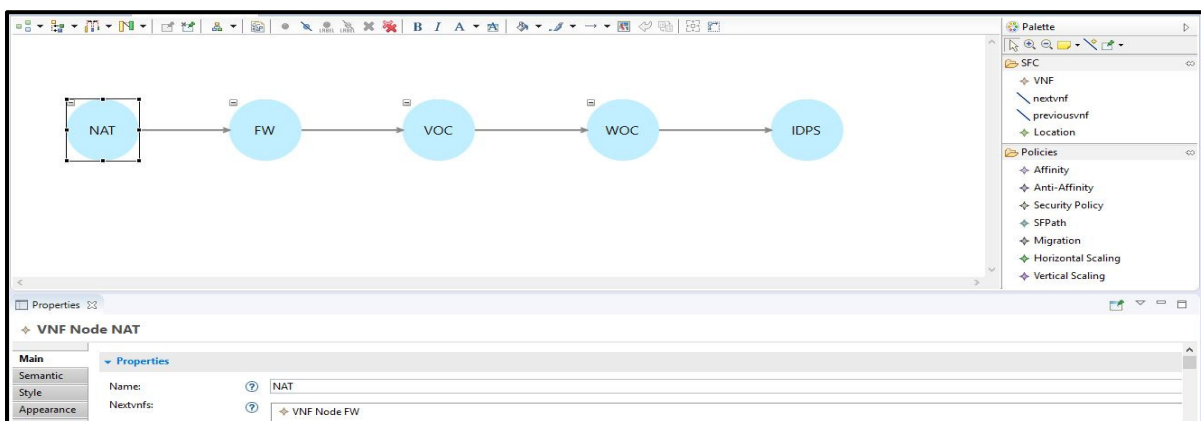 B I A
Palette
SFC
VNF
nextvnf
previousvnf
Location
NAT
FW
VOC
WOC
IDPS
Policies
Affinity
Anti-Affinity
Security Policy
SFPath
Migration
Horizontal Scaling
Vertical Scaling
Properties
VNF Node NAT
Main
Semantic
Style
Appearance
Properties
Name:
NAT
Nextvnfs:
VNF Node FW